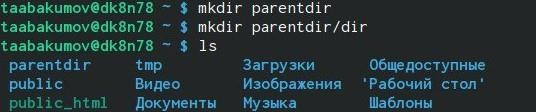 taabakumov@dk8n78 ~ $ mkdir parentdir
taabakumov@dk8n78 ~ $ mkdir parentdir/dir
taabakumov@dk8n78 ~ $ ls
parentdir tmp Загрузки Общедоступные
public Видео Изображения 'Рабочий стол'
public_html Документы Музыка Шаблоны